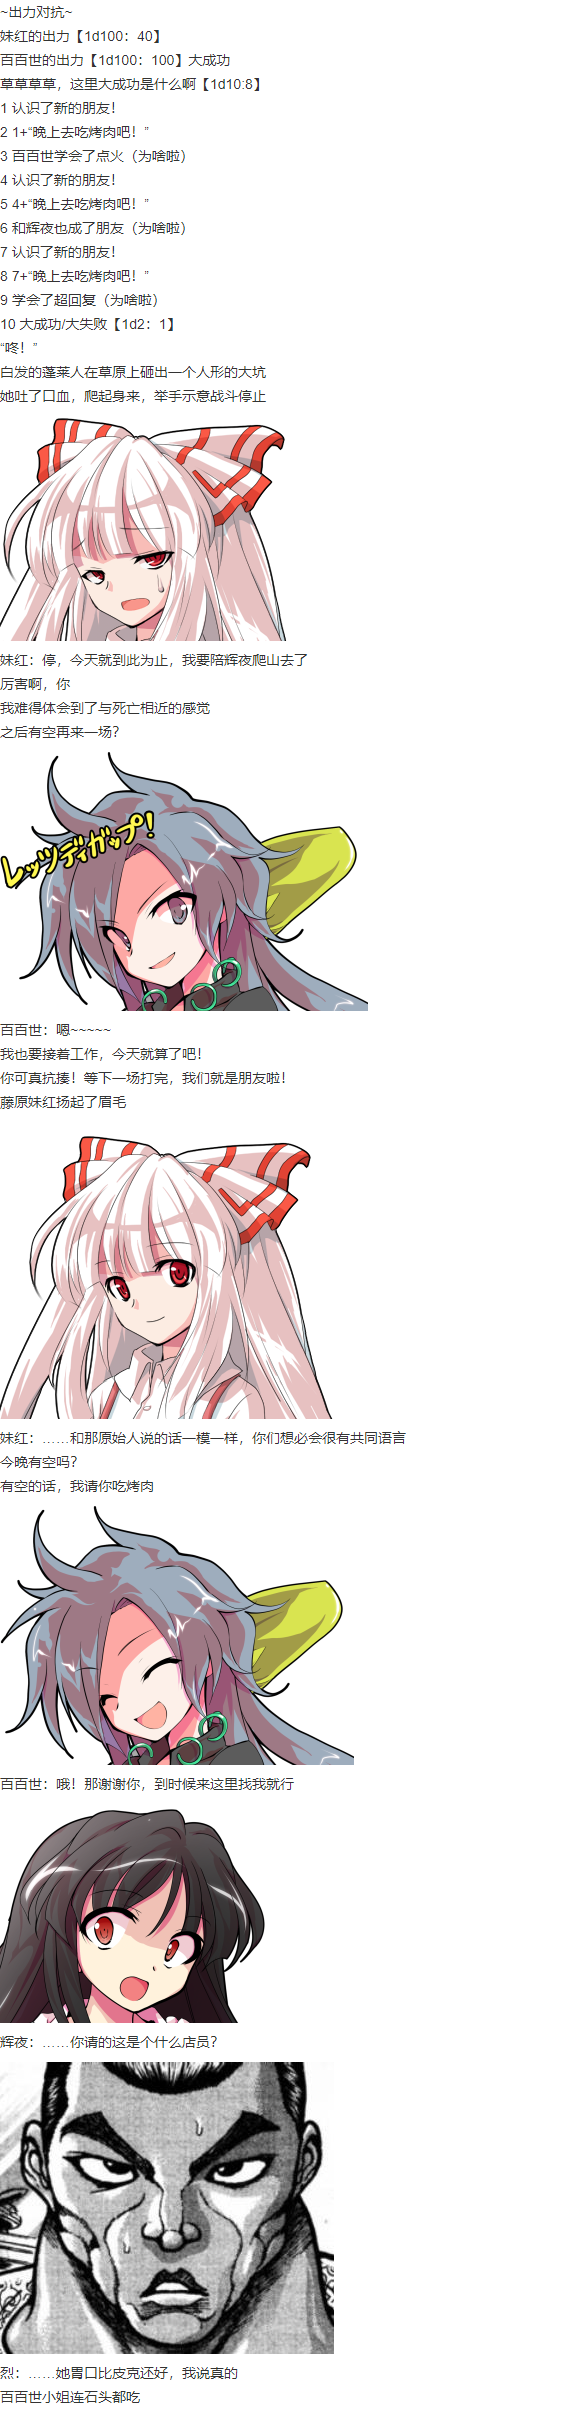 ~出力对抗~
妹红的出力【1d100：40】
百百世的出力【1d100：100】大成功
草草草草，这里大成功是什么啊【1d10:8】
1 认识了新的朋友！
2 1+“晚上去吃烤肉吧！”
3 百百世学会了点火（为啥啦）
4 认识了新的朋友！
5 4+“晚上去吃烤肉吧！”
6 和辉夜也成了朋友（为啥啦）
7 认识了新的朋友！
8 7+“晚上去吃烤肉吧！”
9 学会了超回复（为啥啦）
10 大成功/大失败【1d2：1】
“咚！”
白发的蓬莱人在草原上砸出一个人形的大坑
她吐了口血，爬起身来，举手示意战斗停止
妹红：停，今天就到此为止，我要陪辉夜爬山去了
厉害啊，你
我难得体会到了与死亡相近的感觉
之后有空再来一场？
レッツディガップ！
百百世：嗯~~~~~
我也要接着工作，今天就算了吧！
你可真抗揍！等下一场打完，我们就是朋友啦！
藤原妹红扬起了眉毛
妹红：……和那原始人说的话一模一样，你们想必会很有共同语言
今晚有空吗？
有空的话，我请你吃烤肉
百百世：哦！那谢谢你，到时候来这里找我就行
辉夜：……你请的这是个什么店员？
烈：……她胃口比皮克还好，我说真的
百百世小姐连石头都吃